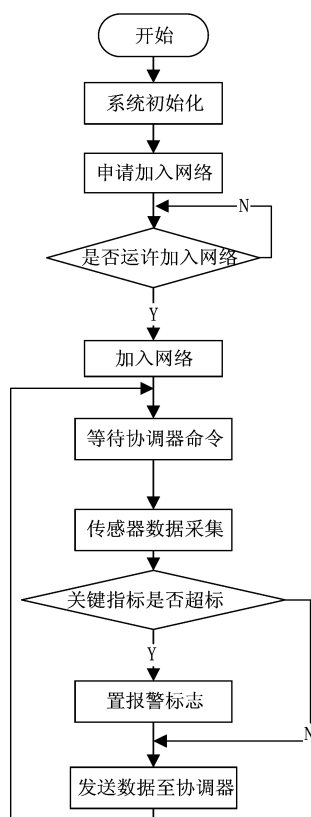 开始
系统初始化
申请加入网络
N
是否运许加入网络
Y
加入网络
等待协调器命令
传感器数据采集
关键指标是否超标
Y
置报警标志
N
发送数据至协调器